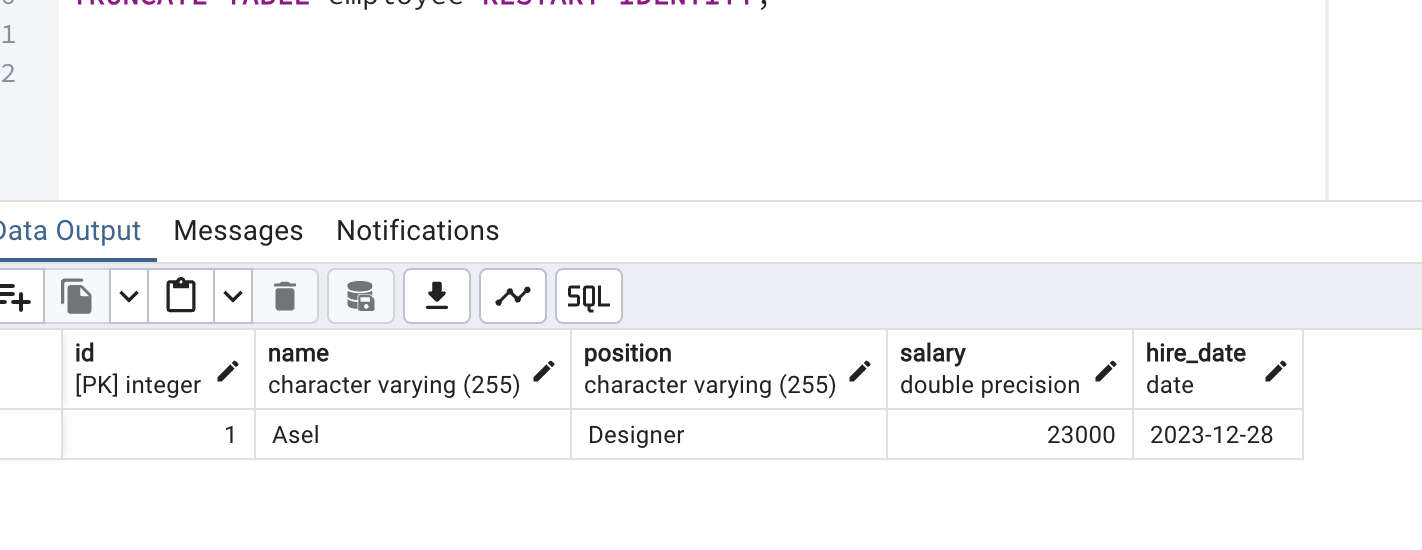 TRUNCATE TABLE employee RESTART IDENTITY;
1
2
Data Output Messages Notifications
SQL
id name position salary hire_date
[PK] integer character varying (255) character varying (255) double precision date
1 Asel Designer 23000 2023-12-28